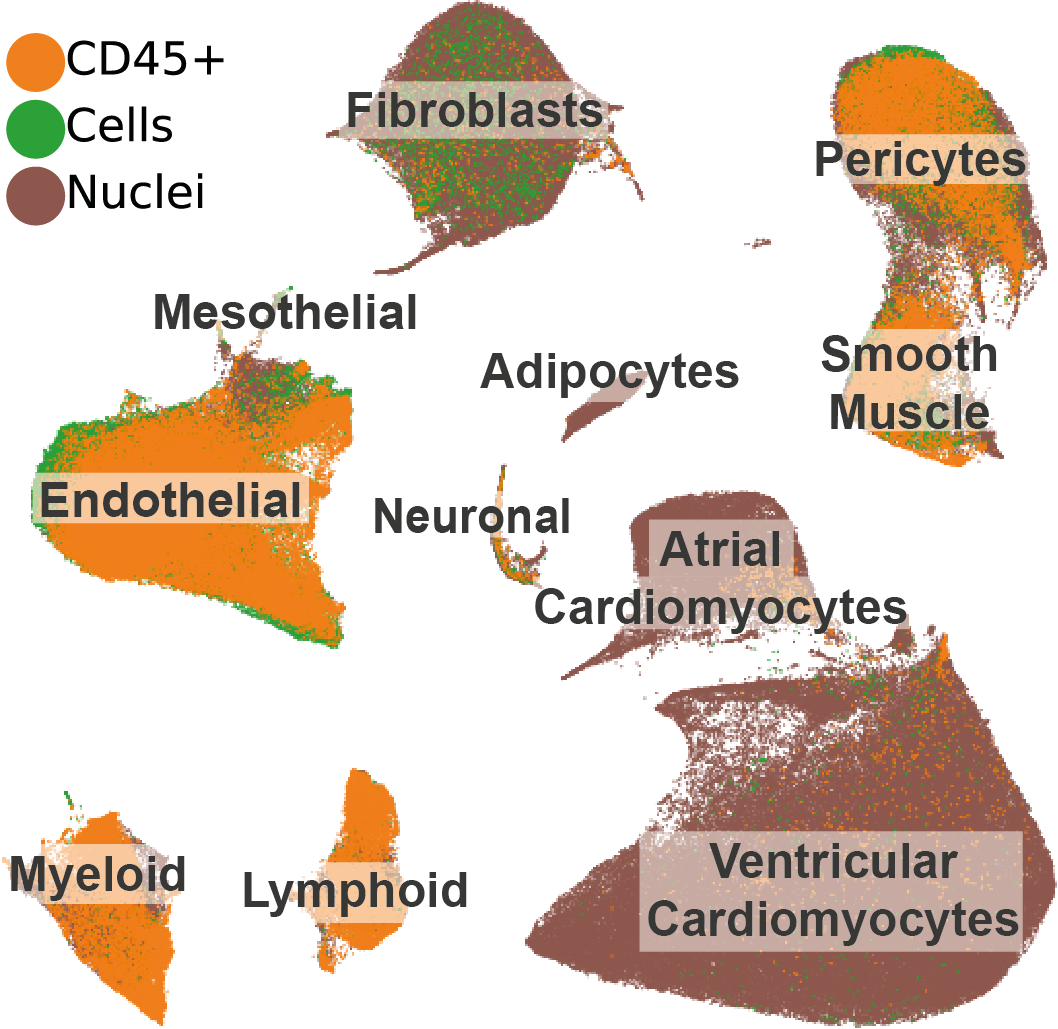 CD45+
Cells
Nuclei
Fibroblasts
Pericytes
Mesothelial
Adipocytes
Smooth
Muscle
Endothelial
Neuronal
Atrial
Cardiomyocytes
Myeloid
Lymphoid
Ventricular
Cardiomyocytes